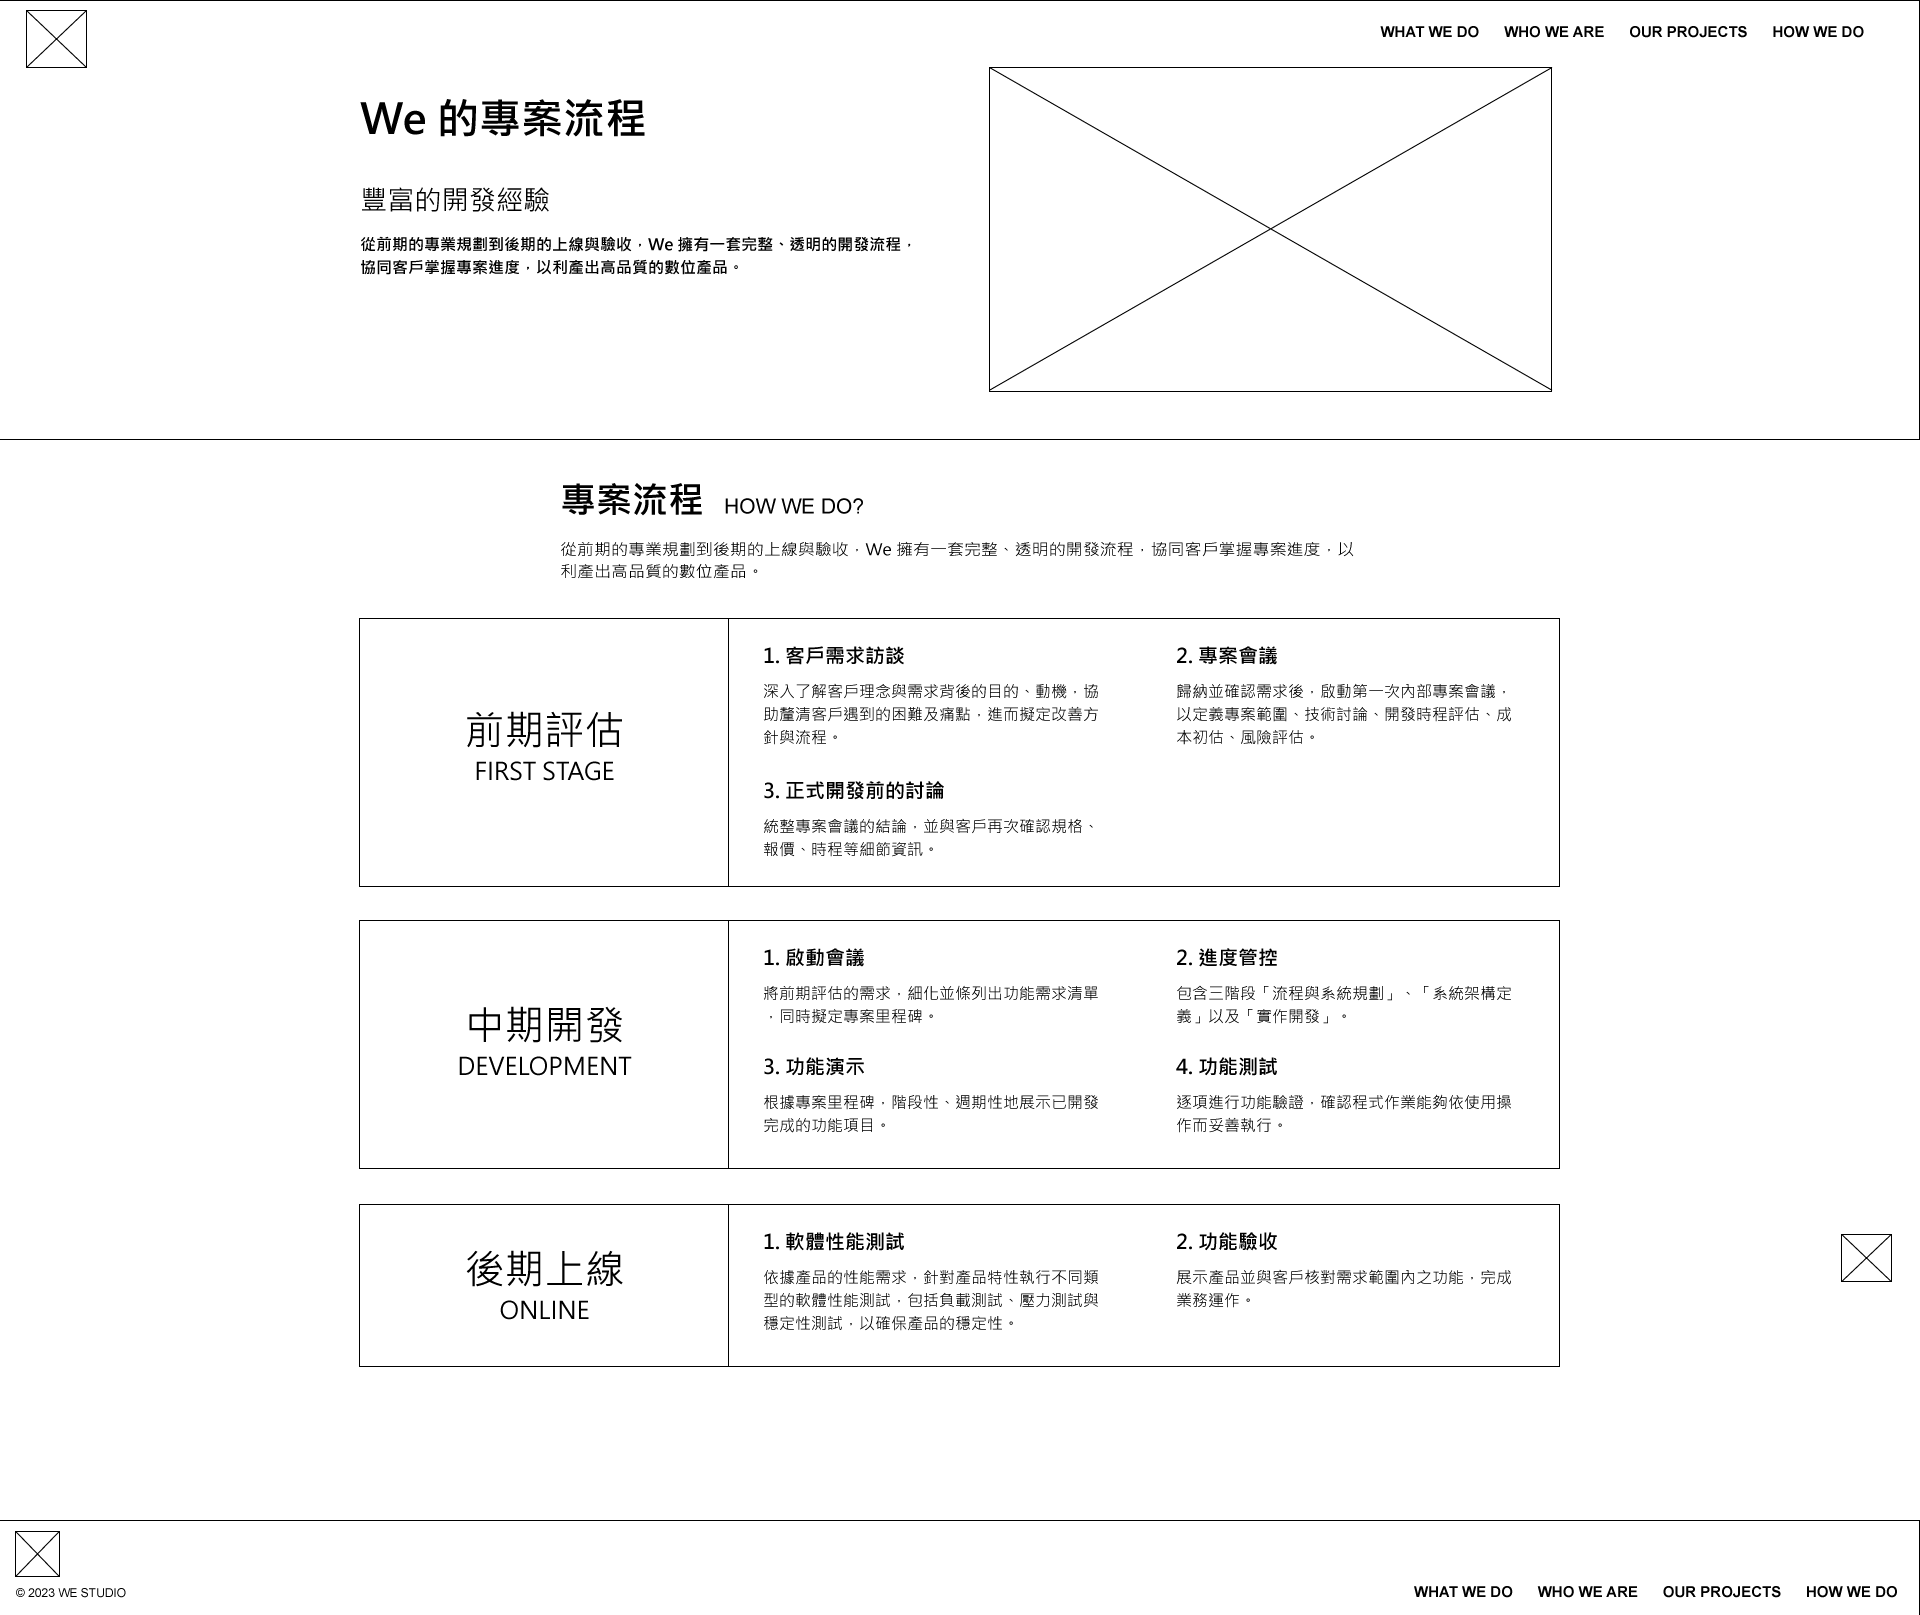 WHAT WE DO WHO WE ARE OUR PROJECTS HOW WE DO
We 的專案流程
豐富的開發經驗
從前期的專業規劃到後期的上線與驗收，We 擁有一套完整、透明的開發流程，
協同客戶掌握專案進度，以利產出高品質的數位產品。
專案流程 HOW WE DO?
從前期的專業規劃到後期的上線與驗收，We 擁有一套完整、透明的開發流程，協同客戶掌握專案進度，以
利產出高品質的數位產品。
前期評估
FIRST STAGE
1. 客戶需求訪談
深入了解客戶理念與需求背後的目的、動機，協
助釐清客戶遇到的困難及痛點，進而擬定改善方
針與流程。
2. 專案會議
歸納並確認需求後，啟動第一次內部專案會議，
以定義專案範圍、技術討論、開發時程評估、成
本初估、風險評估。
3. 正式開發前的討論
統整專案會議的結論，並與客戶再次確認規格、
報價、時程等細節資訊。
中期開發
DEVELOPMENT
1. 啟動會議
將前期評估的需求，細化並條列出功能需求清單
，同時擬定專案里程碑。
2. 進度管控
包含三階段「流程與系統規劃」、「系統架構定
義」以及「實作開發」。
3. 功能演示
根據專案里程碑，階段性、週期性地展示已開發
完成的功能項目。
4. 功能測試
逐項進行功能驗證，確認程式作業能夠依使用操
作而妥善執行。
後期上線
ONLINE
1. 軟體性能測試
依據產品的性能需求，針對產品特性執行不同類
型的軟體性能測試，包括負載測試、壓力測試與
穩定性測試，以確保產品的穩定性。
2. 功能驗收
展示產品並與客戶核對需求範圍內之功能，完成
業務運作。
© 2023 WE STUDIO
WHAT WE DO WHO WE ARE OUR PROJECTS HOW WE DO